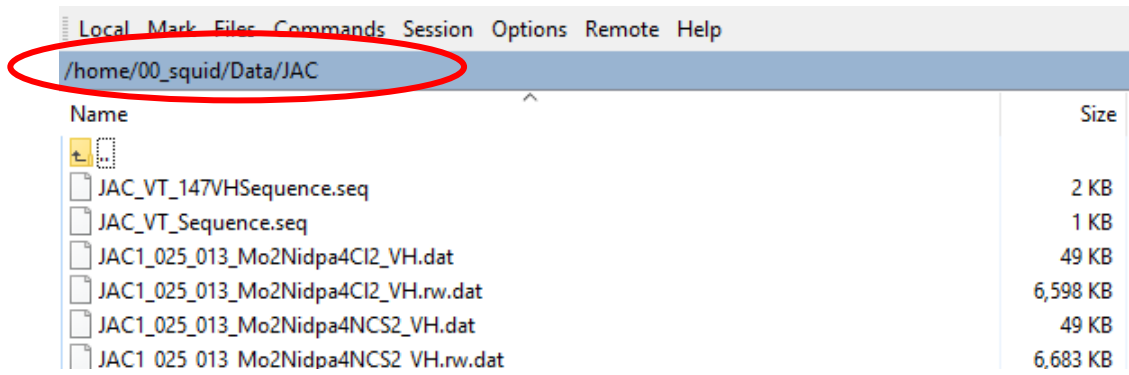 Local Mark Files Commands Session Options Remote Help
/home/00_squid/Data/JAC
Name Size
..
JAC_VT_147VHSequence.seq 2 KB
JAC_VT_Sequence.seq 1 KB
JAC1_025_013_Mo2Nidpa4Cl2_VH.dat 49 KB
JAC1_025_013_Mo2Nidpa4Cl2_VH.rw.dat 6,598 KB
JAC1_025_013_Mo2Nidpa4NCS2_VH.dat 49 KB
JAC1_025_013_Mo2Nidpa4NCS2_VH.rw.dat 6,683 KB